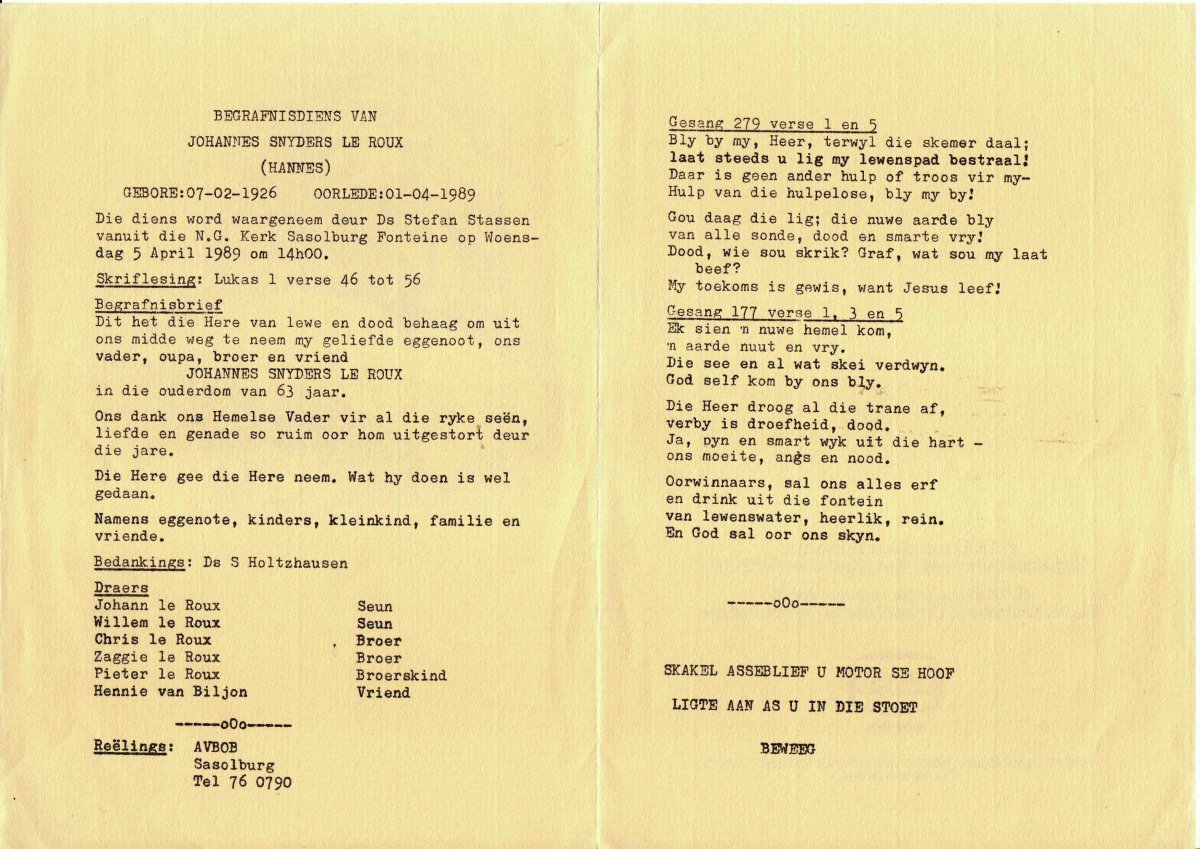 BEGRAFNISDIENS VAN
JOHANNES SNYDERS LE ROUX
(HANNES)
GEBORE:07-02-1926 OORLEDE:01-04-1989
Die diens word waargeneem deur Ds Stefan Stassen
vanuit die N.G. Kerk Sasolburg Fonteine op Woens-
dag 5 April 1989 om 14h00.
Skriflesing: Lukas 1 verse 46 tot 56
Begrafnisbrief
Dit het die Here van lewe en dood behaag om uit
ons midde weg te neem my geliefde eggenoot, ons
vader, oupa, broer en vriend
JOHANNES SNYDERS LE ROUX
in die ouderdom van 63 jaar.
Ons dank ons Hemelse Vader vir al die ryke seën,
liefde en genade so ruim oor hom uitgestort deur
die jare.
Die Here gee die Here neem. Wat hy doen is wel
gedaan.
Namens eggenote, kinders, kleinkind, familie en
vriende.
Bedankings: Ds S Holtzhausen
Draers
Johann le Roux Seun
Willem le Roux Seun
Chris le Roux Broer
Zaggie le Roux Broer
Pieter le Roux Broerskind
Hennie van Biljon Vriend
-----oOo-----
Reëlings: AVBOB
Sasolburg
Tel 76 0790
Gesang 279 verse 1 en 5
Bly by my, Heer, terwyl die skemer daal;
laat steeds u lig my lewenspad bestraal!
Daar is geen ander hulp of troos vir my-
Hulp van die hulpelose, bly my by!
Gou daag die lig; die nuwe aarde bly
van alle sonde, dood en smarte vry!
Dood, wie sou skrik? Graf, wat sou my laat
beef?
My toekoms is gewis, want Jesus leef!
Gesang 177 verse 1, 3 en 5
Ek sien 'n nuwe hemel kom,
'n aarde nuut en vry.
Die see en al wat skei verdwyn.
God self kom by ons bly.
Die Heer droog al die trane af,
verby is droefheid, dood.
Ja, pyn en smart wyk uit die hart -
ons moeite, angs en nood.
Oorwinnaars, sal ons alles erf
en drink uit die fontein
van lewenswater, heerlik, rein.
En God sal oor ons skyn.
-----oOo-----
SKAKEL ASSEBLIEF U MOTOR SE HOOF
LIGTE AAN AS U IN DIE STOET
BEWEEG